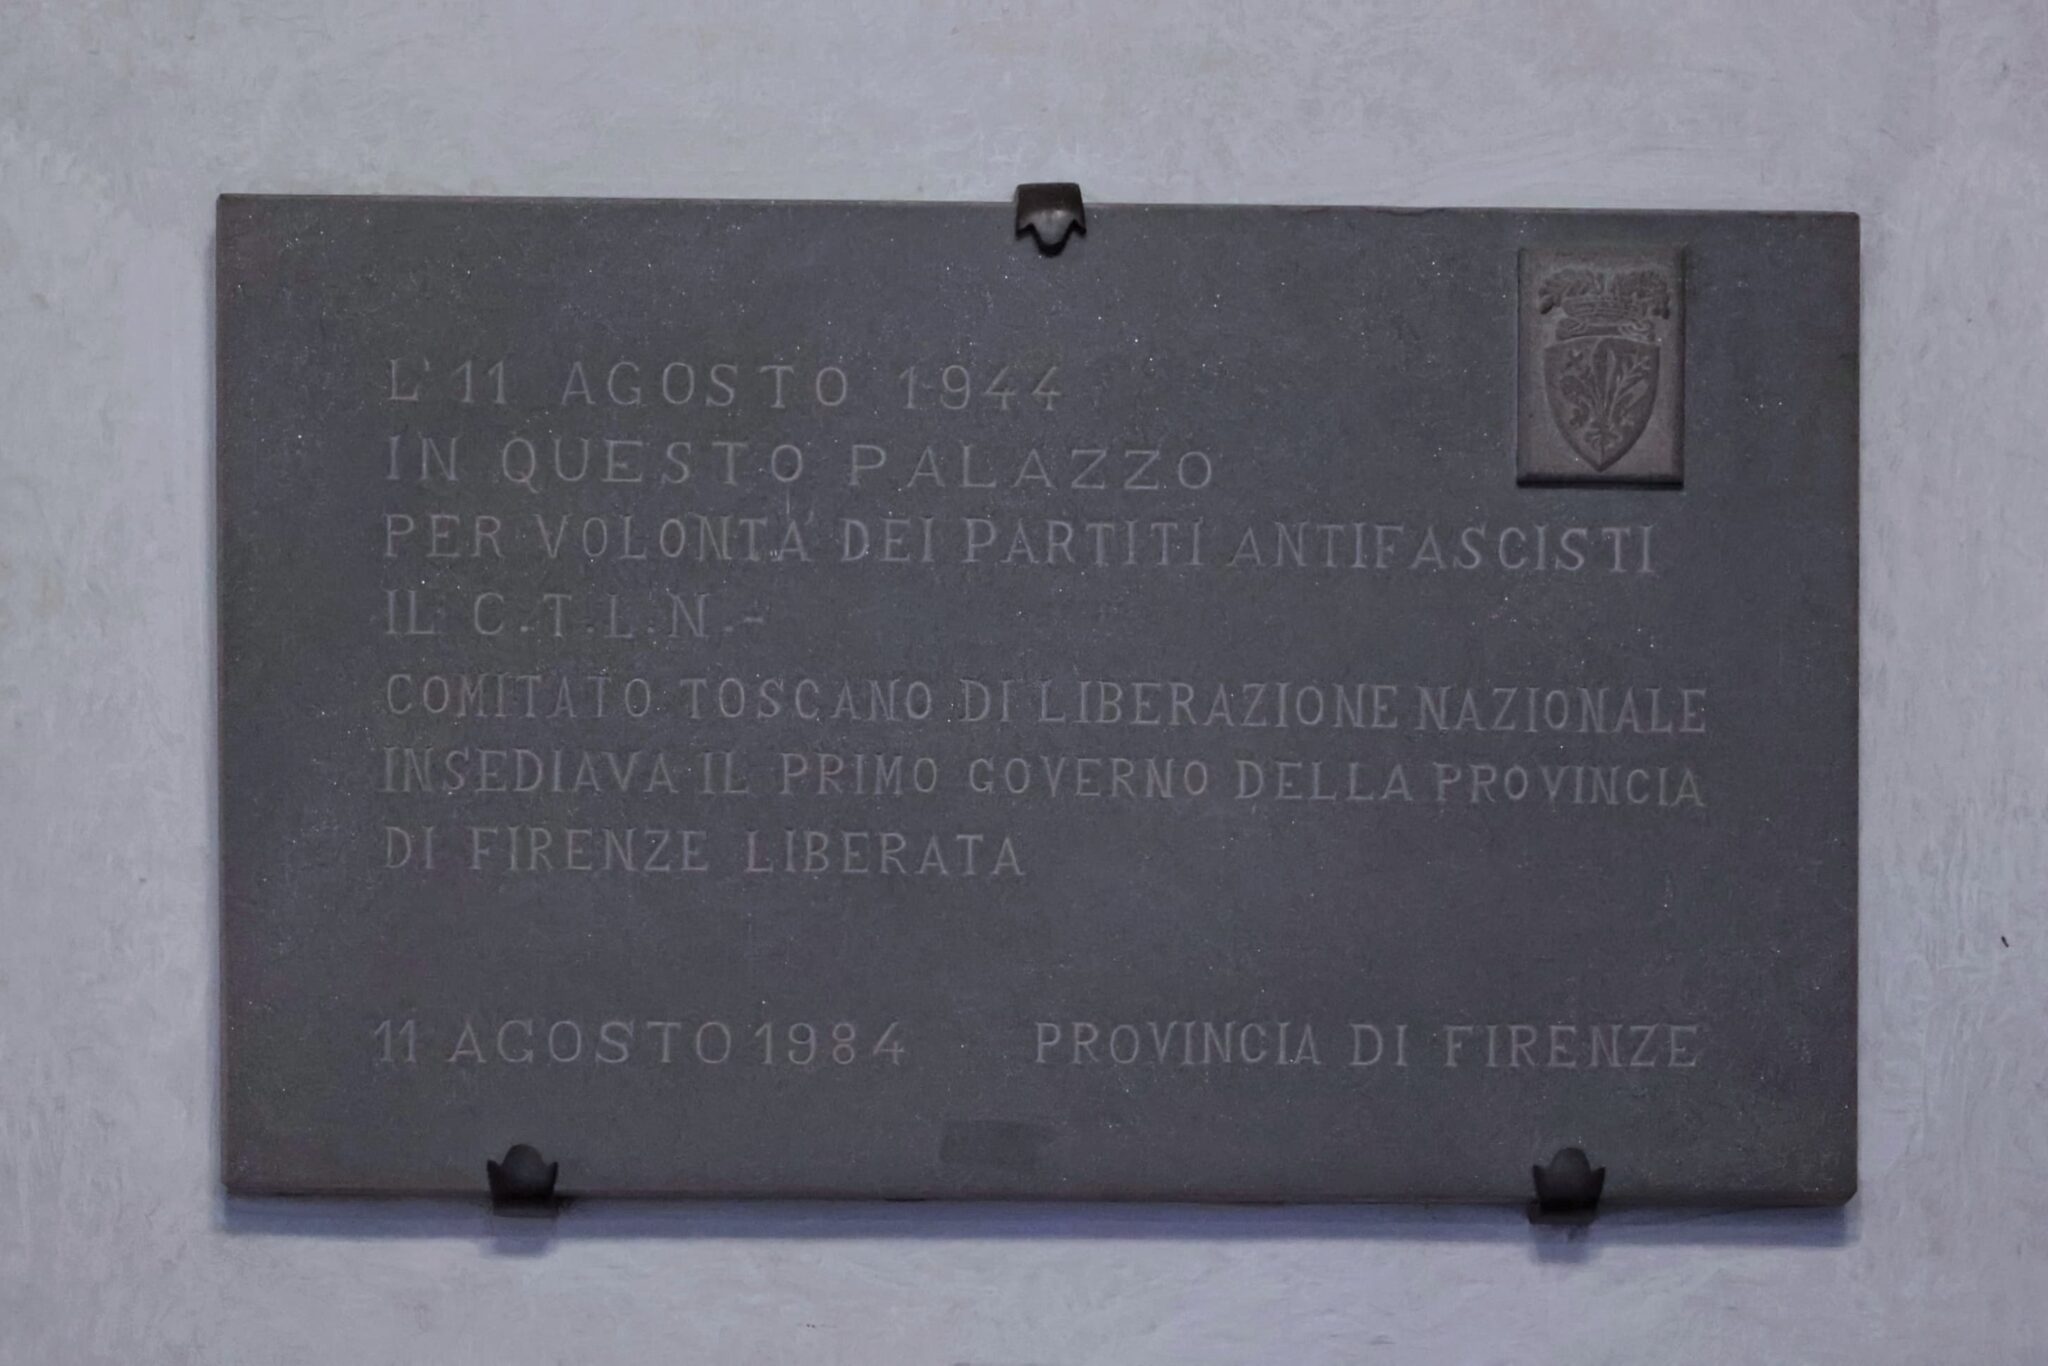 L'11 AGOSTO 1944
IN QUESTO PALAZZO
PER VOLONTA' DEI PARTITI ANTIFASCISTI
IL C.T.L.N.-
COMITATO TOSCANO DI LIBERAZIONE NAZIONALE
INSEDIAVA IL PRIMO GOVERNO DELLA PROVINCIA
DI FIRENZE LIBERATA
11 AGOSTO 1984 PROVINCIA DI FIRENZE